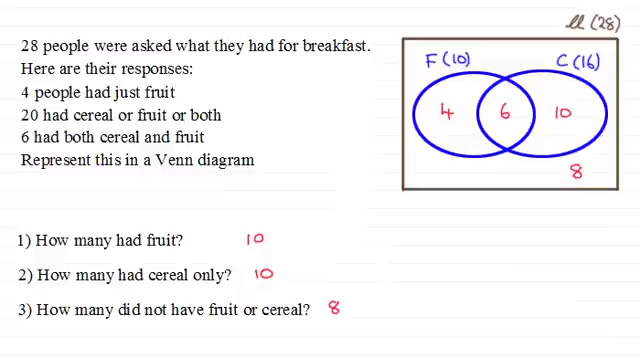 𝓊 (28)
28 people were asked what they had for breakfast.
Here are their responses:
4 people had just fruit
20 had cereal or fruit or both
6 had both cereal and fruit
Represent this in a Venn diagram
F (10)
C (16)
4 6 10
8
1) How many had fruit? 10
2) How many had cereal only? 10
3) How many did not have fruit or cereal? 8